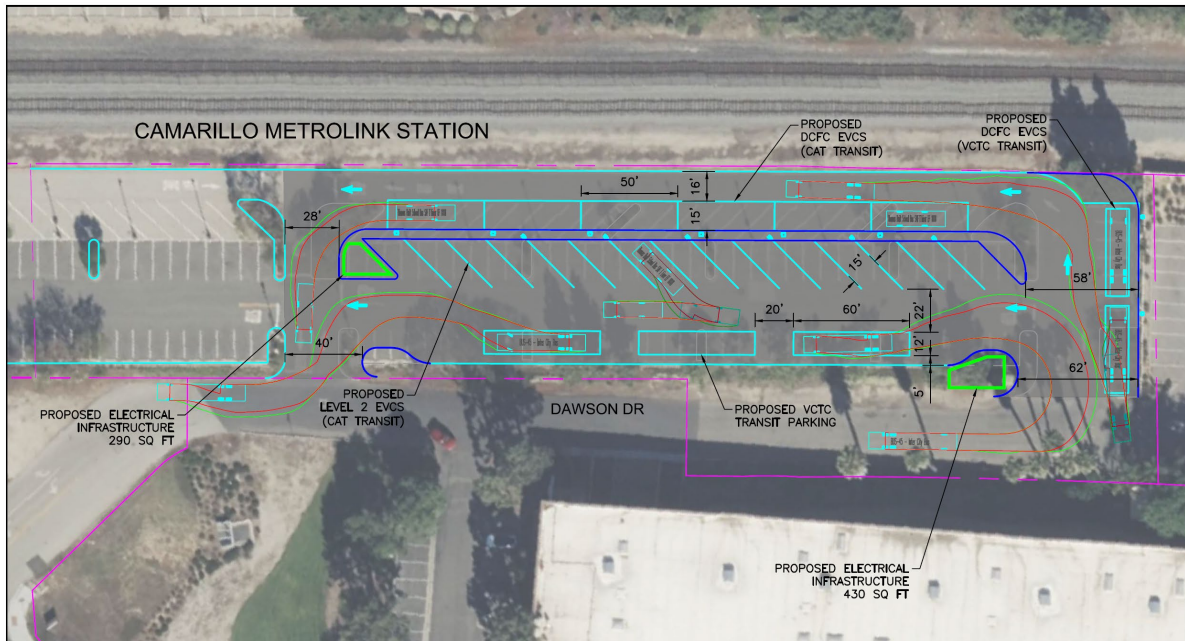 CAMARILLO METROLINK STATION
PROPOSED
DCFC EVCS
(CAT TRANSIT)
PROPOSED
DCFC EVCS
(VCTC TRANSIT)
50'
16'
15'
28'
15'
58'
22'
20'
60'
12'
40'
62'
5'
PROPOSED ELECTRICAL
INFRASTRUCTURE
290 SQ FT
PROPOSED
LEVEL 2 EVCS
(CAT TRANSIT)
DAWSON DR
PROPOSED VCTC
TRANSIT PARKING
PROPOSED ELECTRICAL
INFRASTRUCTURE
430 SQ FT